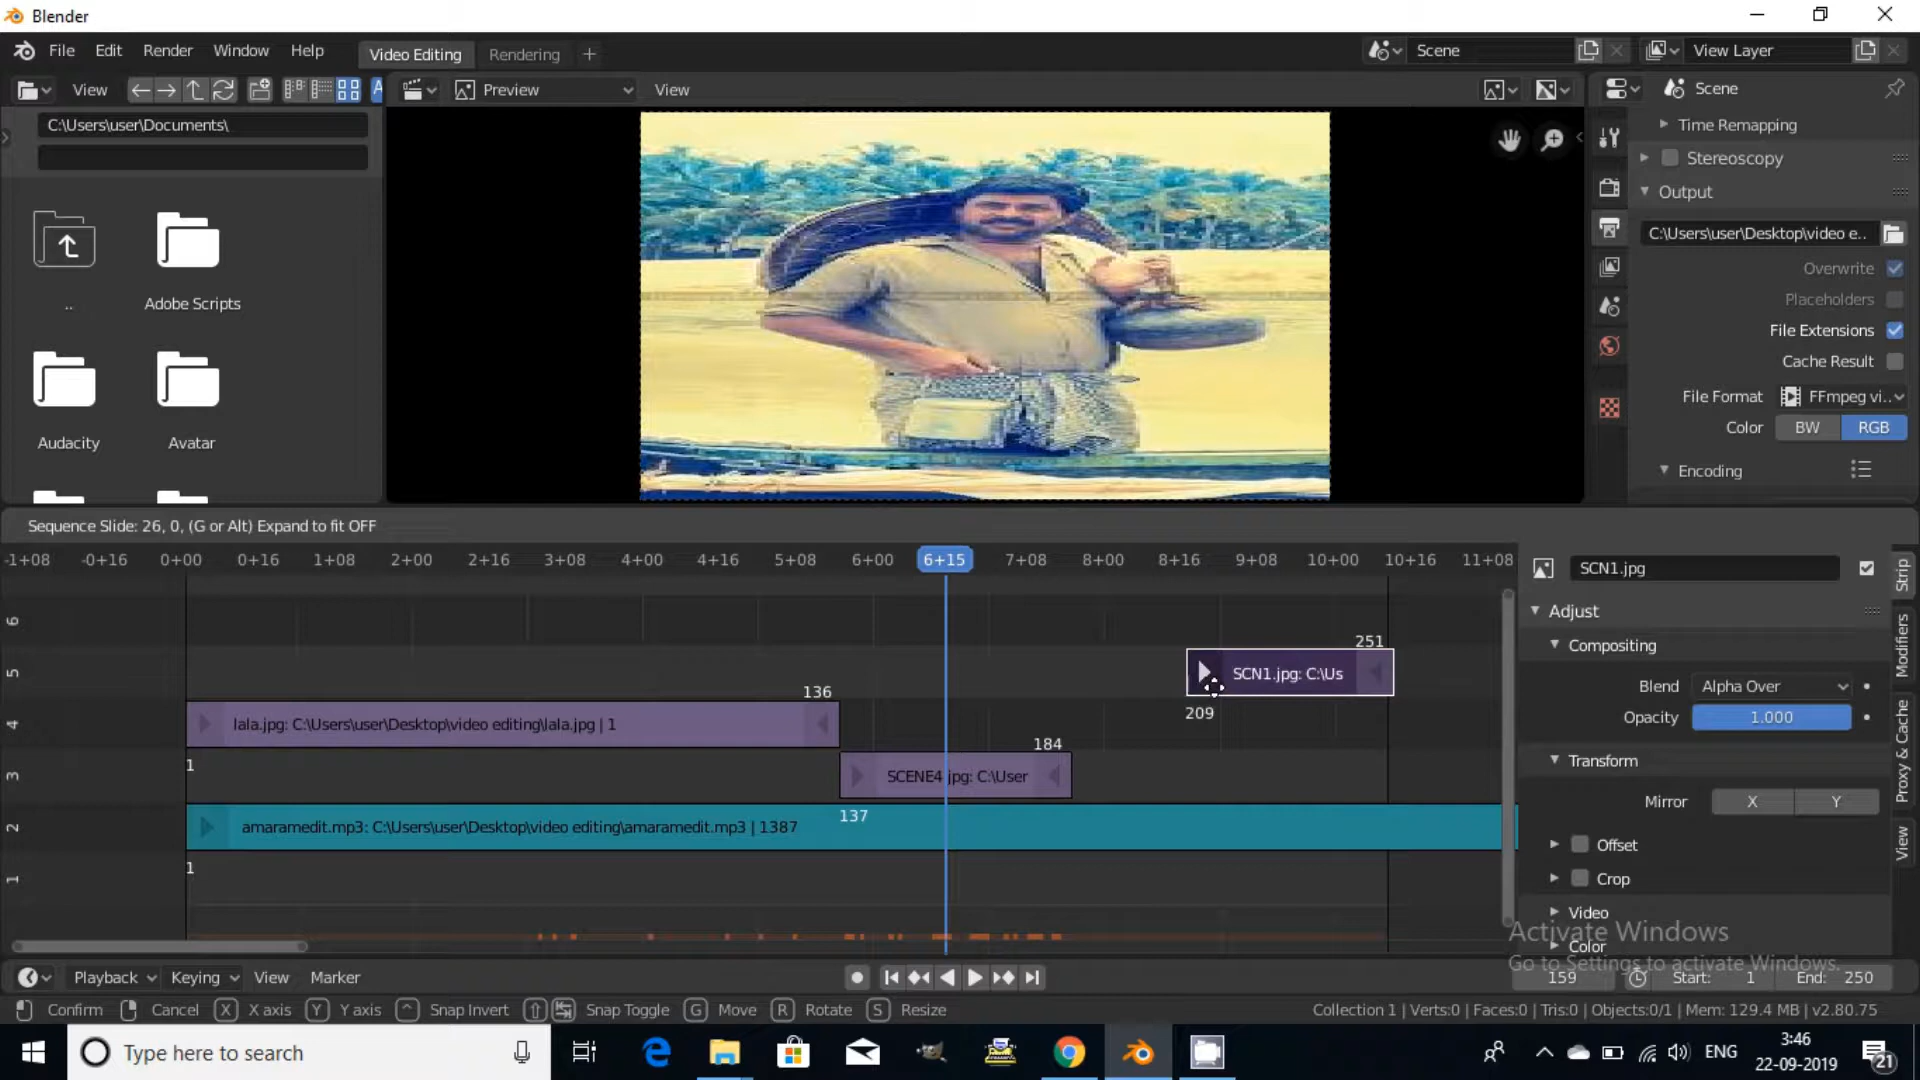 Blender
File Edit Render Window Help Video Editing Rendering + Scene View Layer
View Preview View Scene
C:\Users\user\Documents\
..
Adobe Scripts
Audacity
Avatar
Time Remapping
Stereoscopy
Output
C:\Users\user\Desktop\video e..
Overwrite
Placeholders
File Extensions
Cache Result
File Format FFmpeg vi..
Color BW RGB
Encoding
Sequence Slide: 26, 0, (G or Alt) Expand to fit OFF
-1+08 -0+16 0+00 0+16 1+08 2+00 2+16 3+08 4+00 4+16 5+08 6+00 6+15 7+08 8+00 8+16 9+08 10+00 10+16 11+08
6
251
5 SCN1.jpg: C:\Us
209
136
4 lala.jpg: C:\Users\user\Desktop\video editing\lala.jpg | 1
1
184
3 SCENE4.jpg: C:\User
137
2 amaramedit.mp3: C:\Users\user\Desktop\video editing\amaramedit.mp3 | 1387
1
1
SCN1.jpg
Adjust
Compositing
Blend Alpha Over
Opacity 1.000
Transform
Mirror X Y
Offset
Crop
Video
Color
Strip
Modifiers
Proxy & Cache
View
Activate Windows
Go to Settings to activate Windows.
Playback Keying View Marker 159 Start: 1 End: 250
Confirm Cancel X X axis Y Y axis ^ Snap Invert Snap Toggle G Move R Rotate S Resize Collection 1 | Verts:0 | Faces:0 | Tris:0 | Objects:0/1 | Mem: 129.4 MB | v2.80.75
Type here to search
ENG
3:46
22-09-2019
21